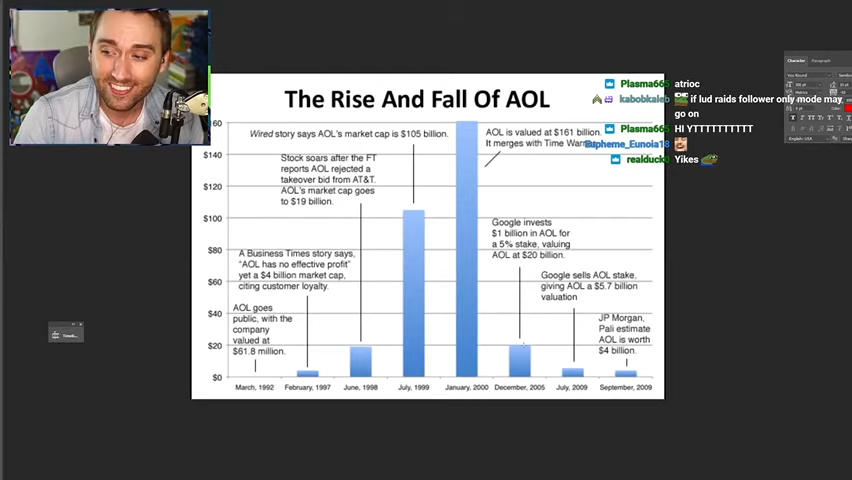 The Rise And Fall Of AOL
60
$140
$120
$100
$80
$60
$40
$20
$0
Wired story says AOL's market cap is $105 billion.
AOL is valued at $161 billion.
It merges with Time
Stock soars after the FT
reports AOL rejected a
takeover bid from AT&T.
AOL's market cap goes
to $19 billion.
Google invests
$1 billion in AOL for
a 5% stake, valuing
AOL at $20 billion.
A Business Times story says,
"AOL has no effective profit"
yet a $4 billion market cap,
citing customer loyalty.
Google sells AOL stake,
giving AOL a $5.7 billion
valuation
AOL goes
public, with the
company
valued at
$61.8 million.
JP Morgan,
Pali estimate
AOL is worth
$4 billion.
March, 1992
February, 1997
June, 1998
July, 1999
January, 2000
December, 2005
July, 2009
September, 2009
Plasma665 atrioc
kabobkaleb if lud raids follower only mode may
go on
Plasma665 HI YTTTTTTTTTT
Eupheme_Eunoia18
realducko Yikes
Character
Paragraph